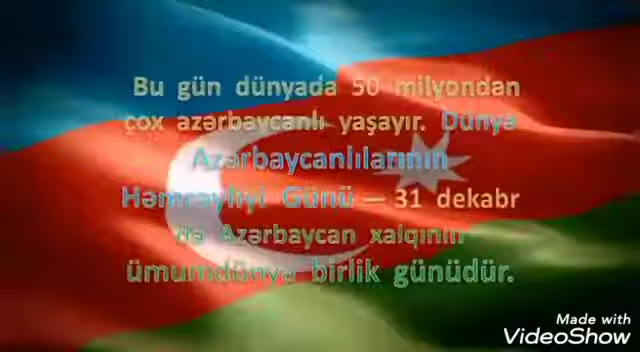 Bu gün dünyada 50 milyondan
çox azərbaycanlı yaşayır. Dünya
Azərbaycanlılarının
Həmrəyliyi Günü – 31 dekabr
da Azərbaycan xalqının
ümumdünya birlik günüdür.
Made with
VideoShow